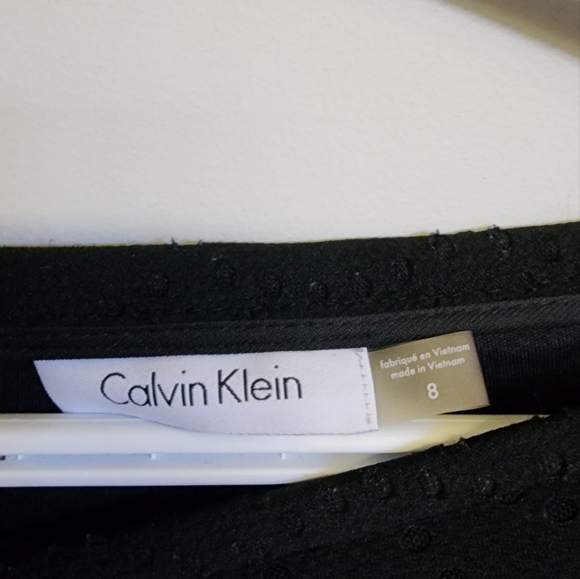 Calvin Klein
fabriqué en Vietnam
made in Vietnam
8